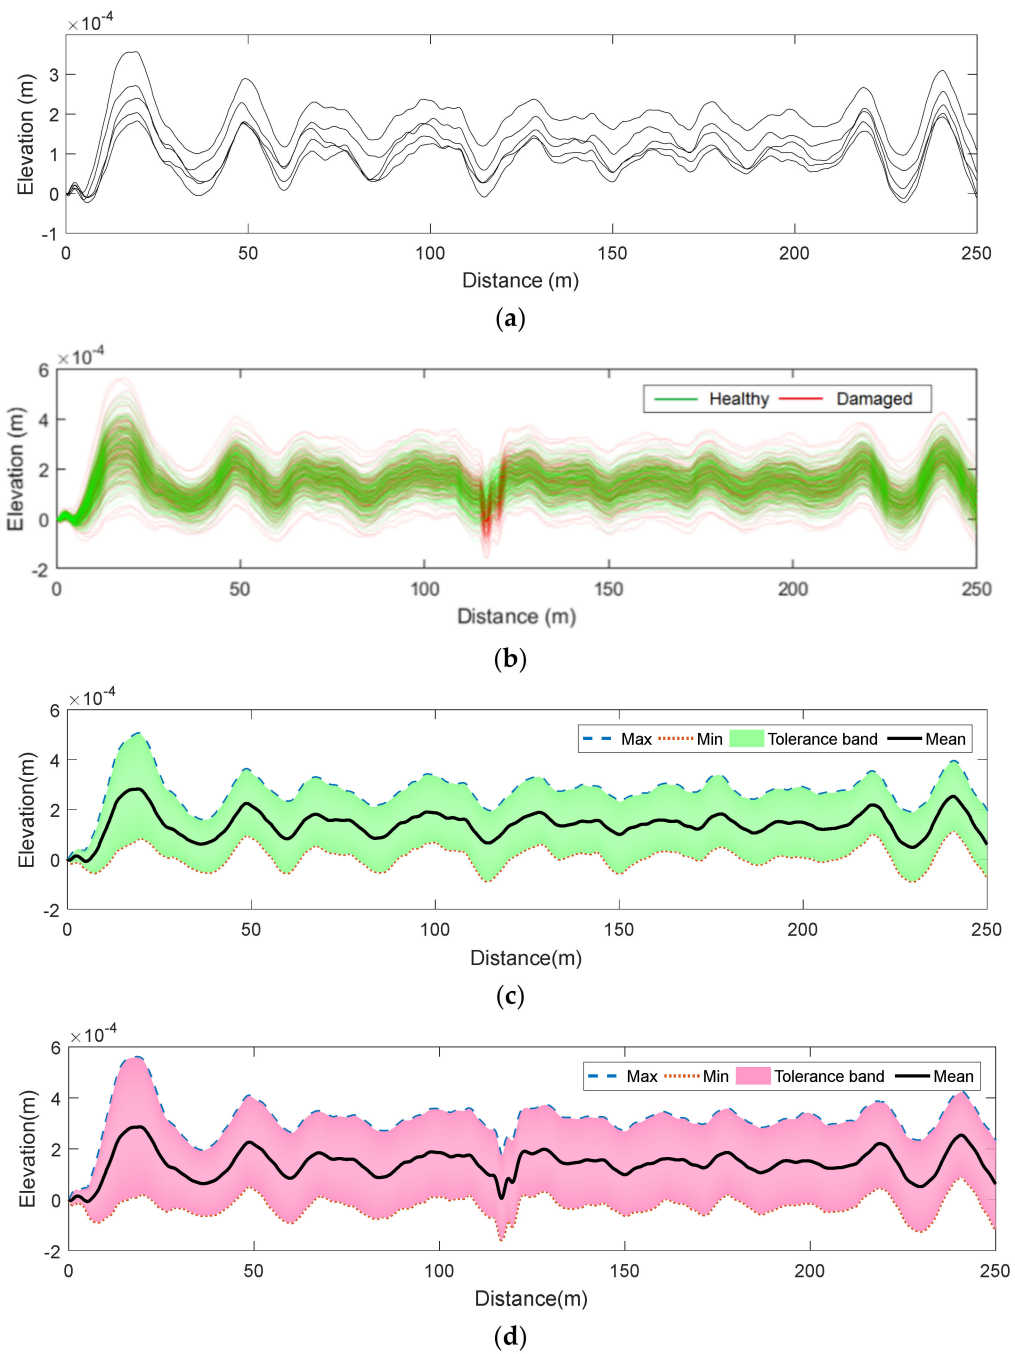 ×10-4
3
2
1
0
-1
Elevation (m)
0 50 100 150 200 250
Distance (m)
(a)
×10-4
6
4
2
0
-2
Elevation (m)
Healthy Damaged
0 50 100 150 200 250
Distance (m)
(b)
×10-4
6
4
2
0
-2
Elevation(m)
Max Min Tolerance band Mean
0 50 100 150 200 250
Distance(m)
(c)
×10-4
6
4
2
0
-2
Elevation(m)
Max Min Tolerance band Mean
0 50 100 150 200 250
Distance(m)
(d)